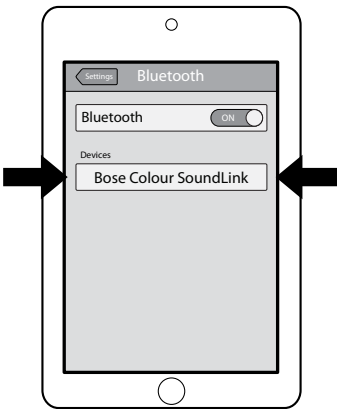 Settings
Bluetooth
Bluetooth
ON
Devices
Bose Colour SoundLink